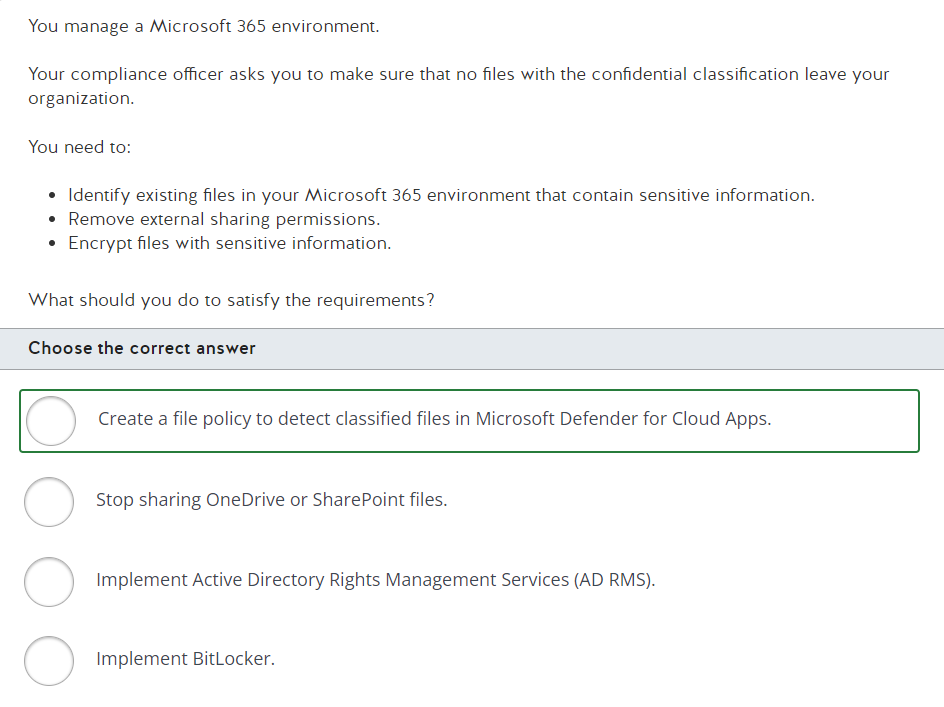 You manage a Microsoft 365 environment.
Your compliance officer asks you to make sure that no files with the confidential classification leave your
organization.
You need to:
• Identify existing files in your Microsoft 365 environment that contain sensitive information.
• Remove external sharing permissions.
• Encrypt files with sensitive information.
What should you do to satisfy the requirements?
Choose the correct answer
Create a file policy to detect classified files in Microsoft Defender for Cloud Apps.
Stop sharing OneDrive or SharePoint files.
Implement Active Directory Rights Management Services (AD RMS).
Implement BitLocker.